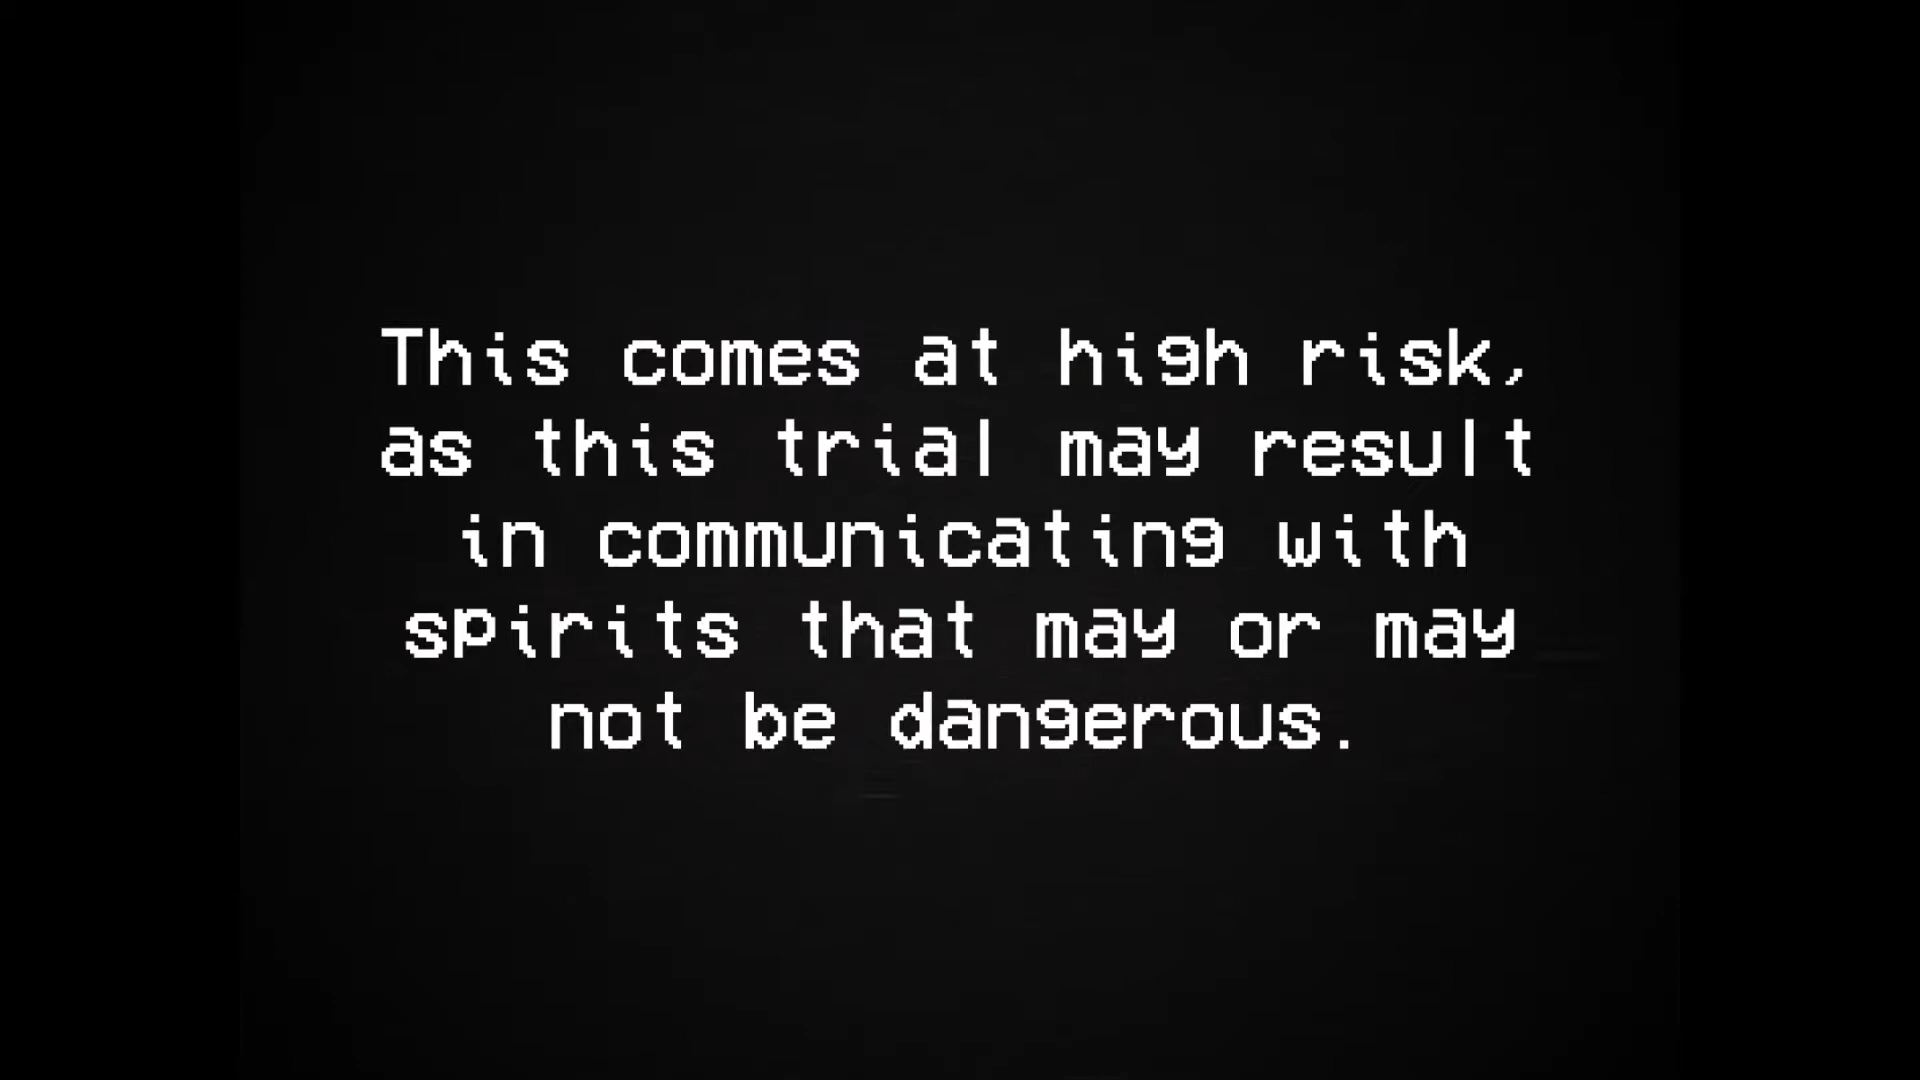 This comes at high risk,
as this trial may result
in communicating with
spirits that may or may
not be dangerous.